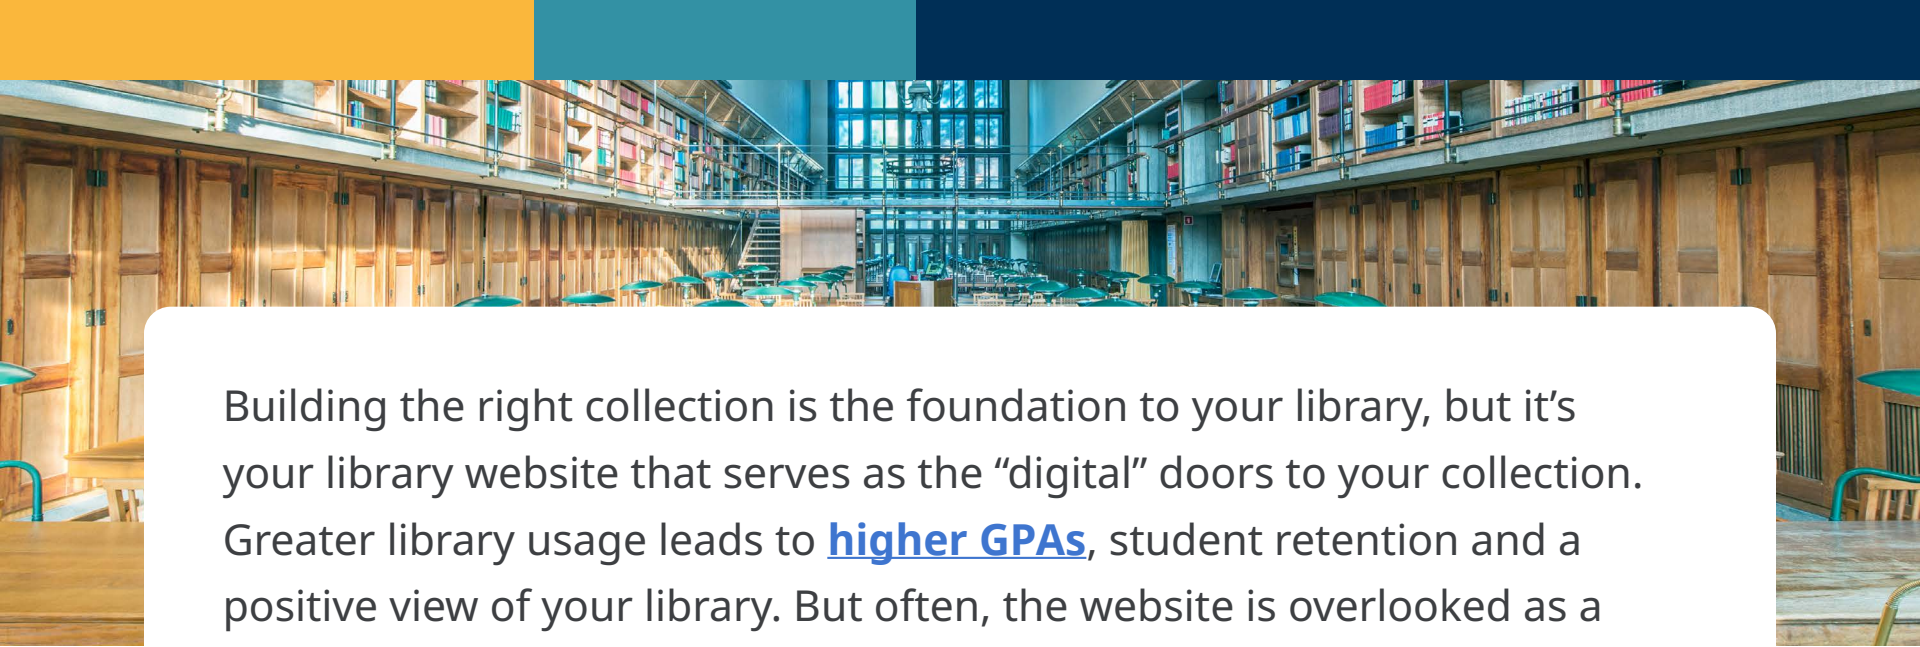 Building the right collection is the foundation to your library, but it’s
your library website that serves as the “digital” doors to your collection.
Greater library usage leads to higher GPAs, student retention and a
positive view of your library. But often, the website is overlooked as a